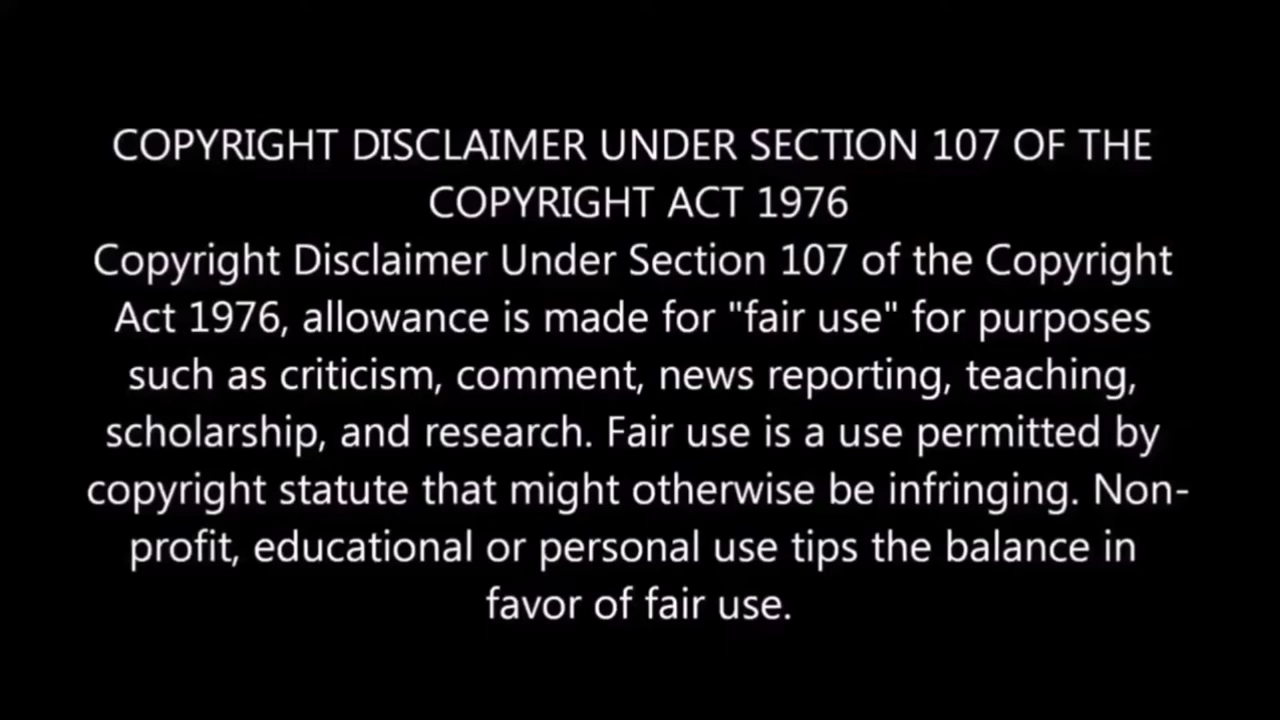 COPYRIGHT DISCLAIMER UNDER SECTION 107 OF THE
COPYRIGHT ACT 1976
Copyright Disclaimer Under Section 107 of the Copyright
Act 1976, allowance is made for "fair use" for purposes
such as criticism, comment, news reporting, teaching,
scholarship, and research. Fair use is a use permitted by
copyright statute that might otherwise be infringing. Non-
profit, educational or personal use tips the balance in
favor of fair use.